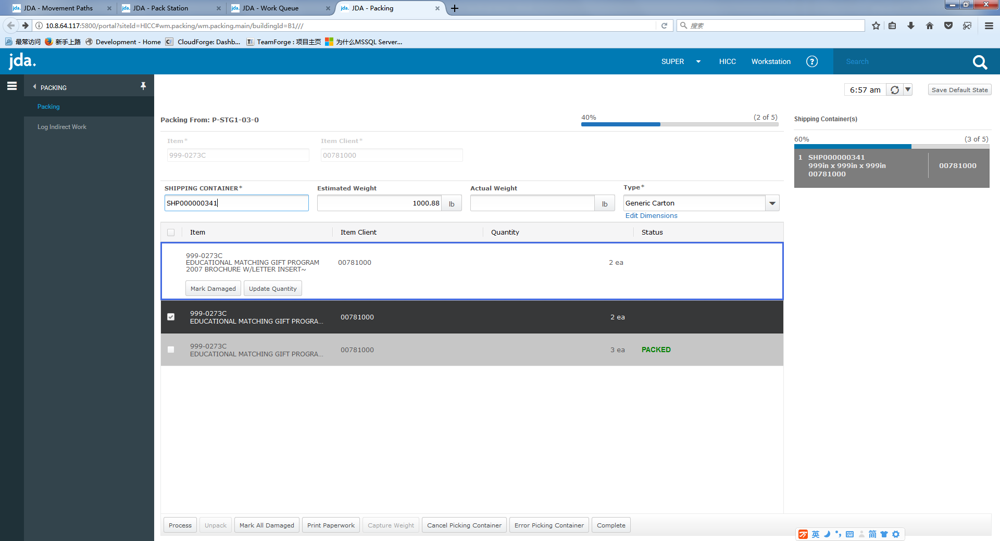 jda. JDA - Movement Paths
jda. JDA - Pack Station
jda. JDA - Work Queue
jda. JDA - Packing
10.8.64.117:5800/portal?siteId=HICC#wm.packing/wm.packing.main/buildingId=B1///
搜索
最常访问
新手上路
Development - Home
CF CloudForge: Dashb...
TF TeamForge : 项目主页
为什么MSSQL Server...
jda.
SUPER
HICC
Workstation
?
Search
PACKING
Packing
Log Indirect Work
6:57 am
Save Default State
Packing From: P-STG1-03-0
40%
(2 of 5)
Item*
Item Client*
999-0273C
00781000
SHIPPING CONTAINER*
Estimated Weight
Actual Weight
Type*
SHP000000341
1000.88 lb
lb
Generic Carton
Edit Dimensions
Item
Item Client
Quantity
Status
999-0273C
EDUCATIONAL MATCHING GIFT PROGRAM
2007 BROCHURE W/LETTER INSERT~
00781000
2 ea
Mark Damaged
Update Quantity
999-0273C
EDUCATIONAL MATCHING GIFT PROGRA...
00781000
2 ea
999-0273C
EDUCATIONAL MATCHING GIFT PROGRA...
00781000
3 ea
PACKED
Shipping Container(s)
60%
(3 of 5)
1 SHP000000341
999in x 999in x 999in
00781000
00781000
Process
Unpack
Mark All Damaged
Print Paperwork
Capture Weight
Cancel Picking Container
Error Picking Container
Complete
英
简